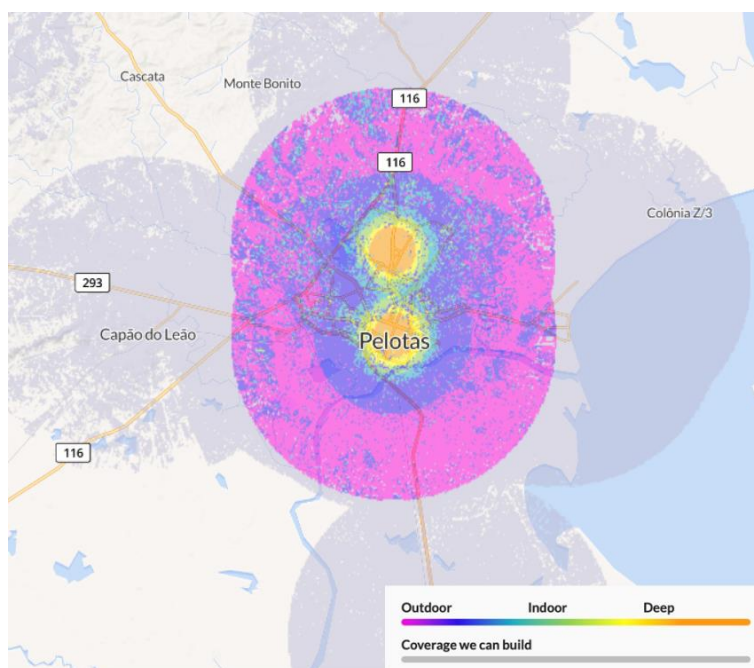 Cascata
Monte Bonito
116
116
Colônia Z/3
293
Capão do Leão
Pelotas
116
Outdoor Indoor Deep
Coverage we can build